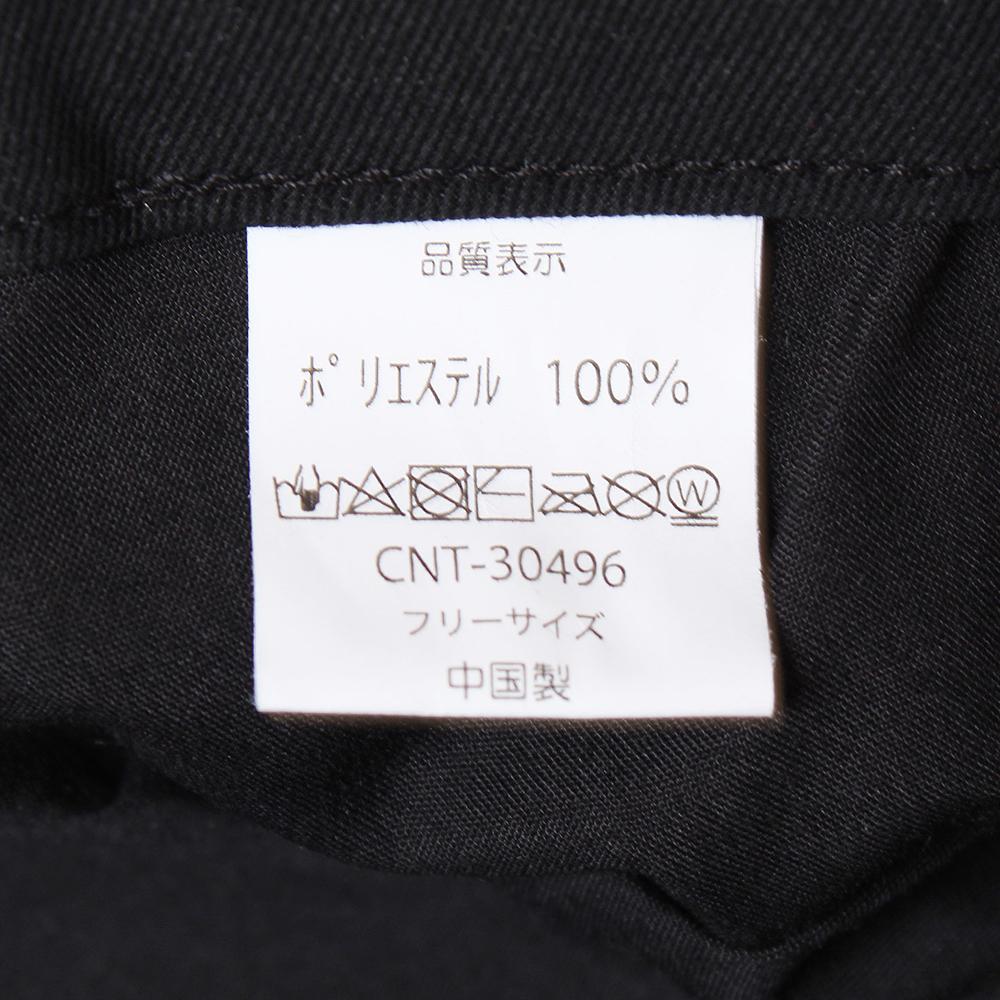 品質表示
ポリエステル 100%
W
CNT-30496
フリーサイズ
中国製